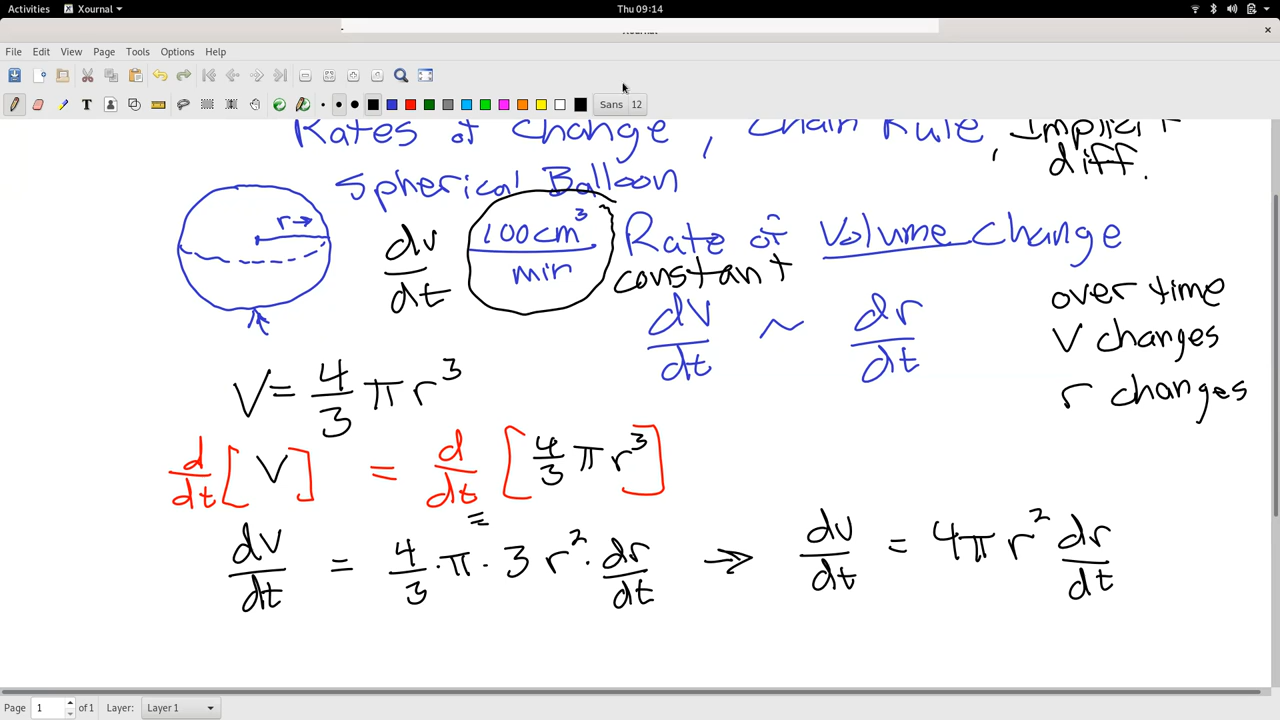 Activities Xournal Thu 09:14
File Edit View Page Tools Options Help
Sans 12
Rates of Change, Chain Rule, Implicit diff.
Spherical Balloon
r→
dv/dt 100cm³/min Rate of Volume change
constant
dV/dt ~ dr/dt
over time
V changes
r changes
V = 4/3 π r³
d/dt [V] = d/dt [4/3 π r³]
dV/dt = 4/3 · π · 3 r² · dr/dt ⇒ dv/dt = 4π r² dr/dt
Page 1 of 1 Layer: Layer 1